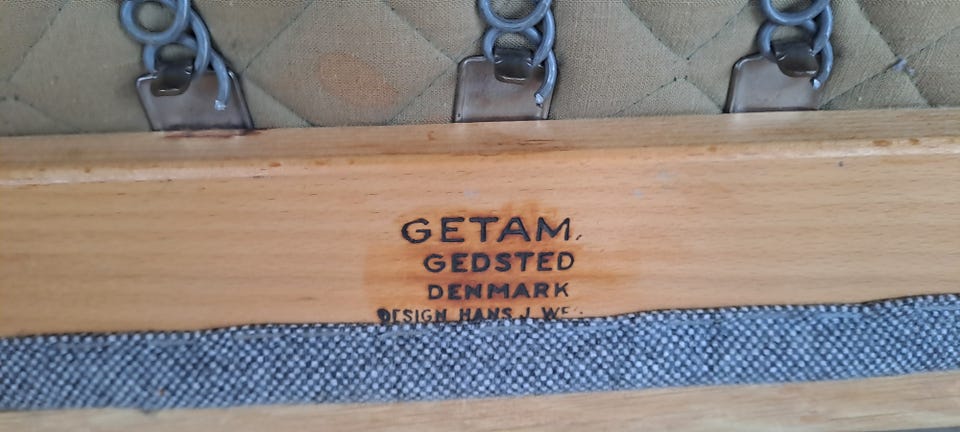 GETAM.
GEDSTED
DENMARK
DESIGN HANS J